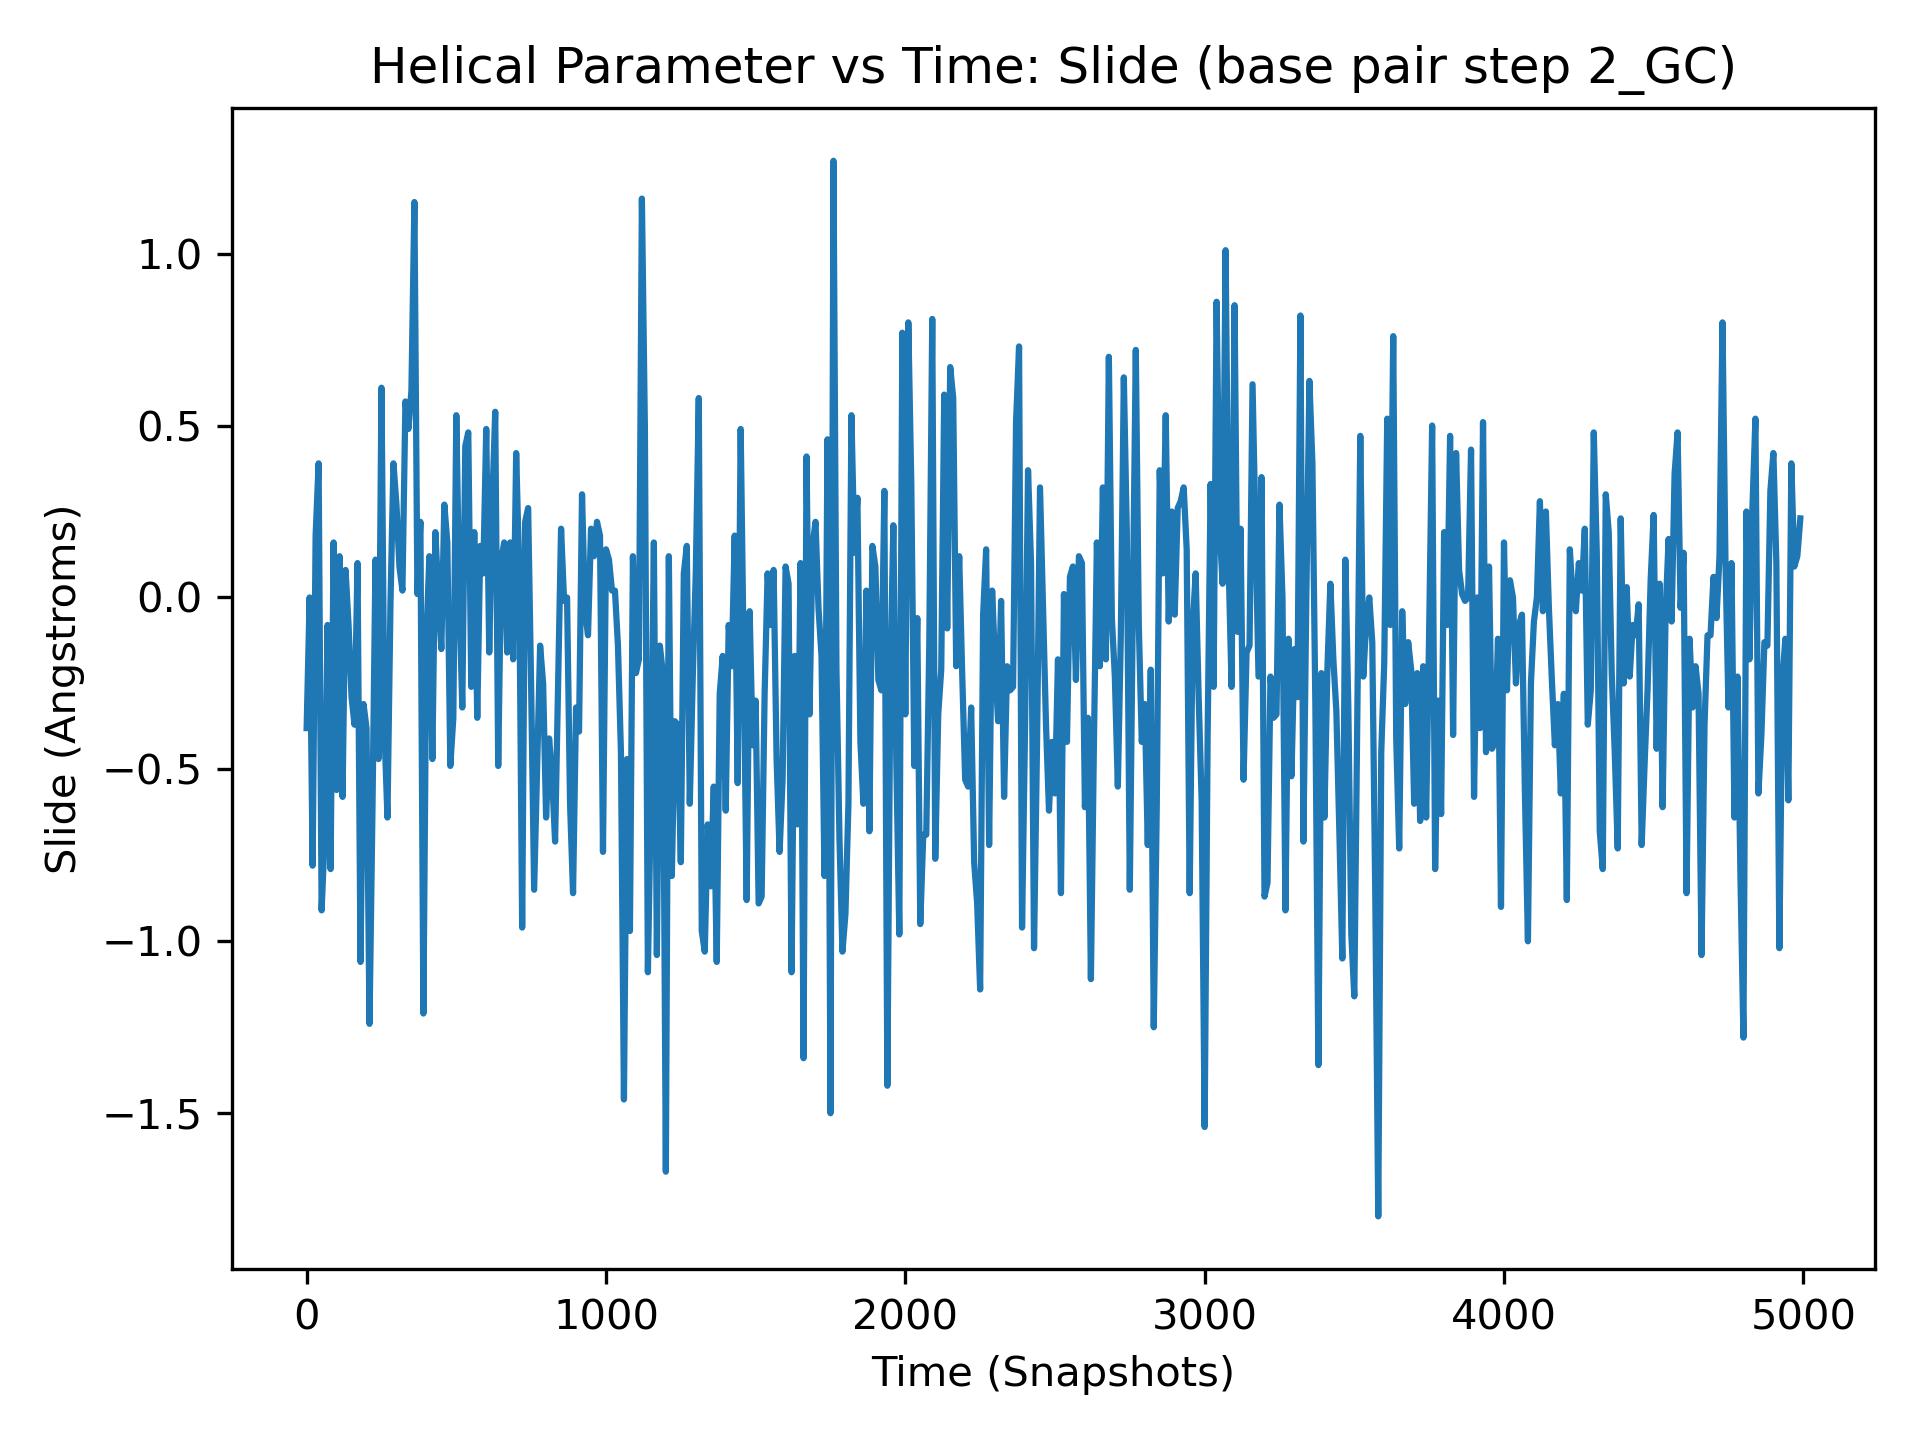 Helical Parameter vs Time: Slide (base pair step 2_GC)
1.0
0.5
0.0
−0.5
−1.0
−1.5
Slide (Angstroms)
0 1000 2000 3000 4000 5000
Time (Snapshots)